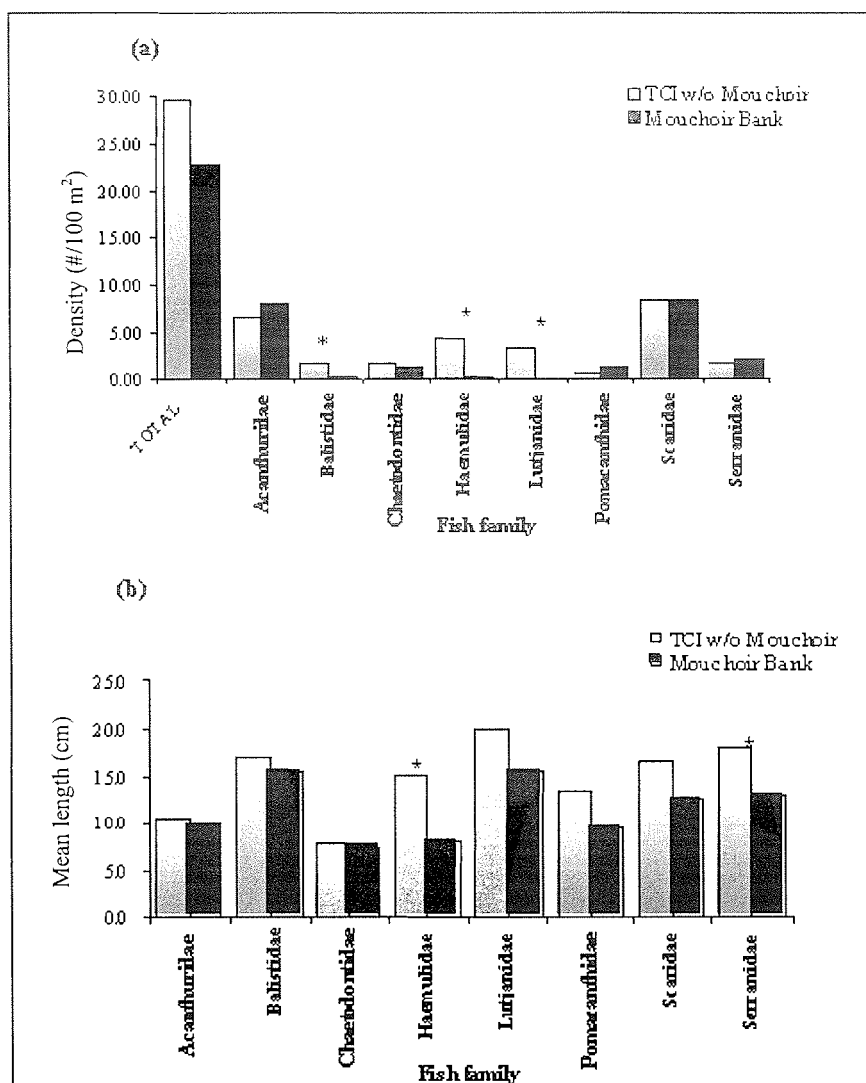 (a)
TCI w/o Mouchoir
Mouchoir Bank
Density (#/100 m²)
30.00
25.00
20.00
15.00
10.00
5.00
0.00
*
+
+
TOTAL
Acanthuridae
Balistidae
Chaetodontidae
Haemulidae
Lutjanidae
Pomacanthidae
Scaridae
Serranidae
Fish family
(b)
TCI w/o Mouchoir
Mouchoir Bank
Mean length (cm)
25.0
20.0
15.0
10.0
5.0
0.0
*
+
Acanthuridae
Balistidae
Chaetodontidae
Haemulidae
Lutjanidae
Pomacanthidae
Scaridae
Serranidae
Fish family